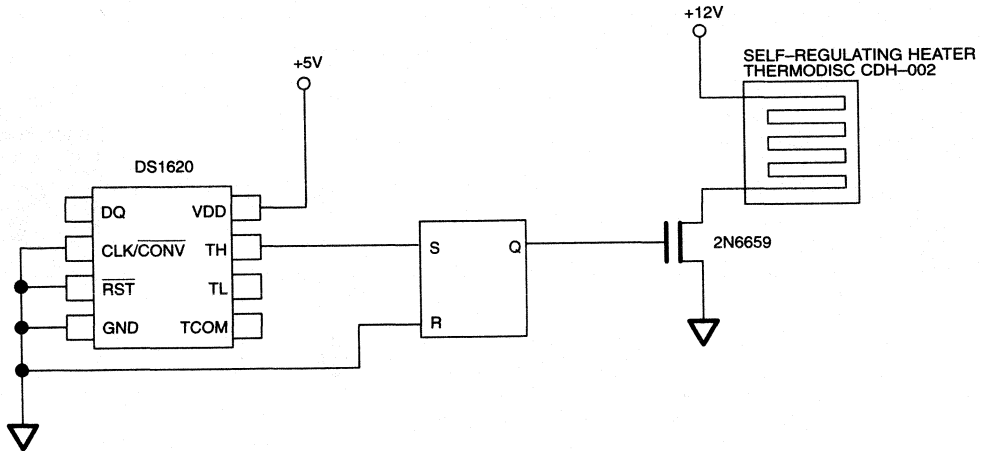 +12V
SELF–REGULATING HEATER
THERMODISC CDH–002
+5V
DS1620
DQ
VDD
CLK/CONV
TH
RST
TL
GND
TCOM
S
Q
R
2N6659